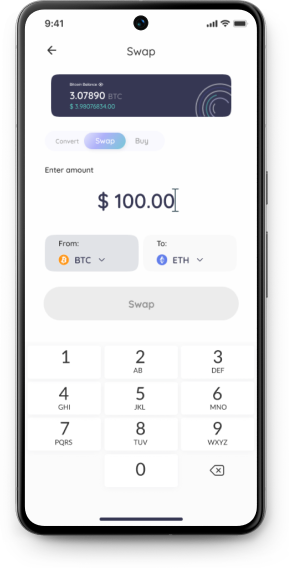 9:41
Swap
Bitcoin Balance
3.07890 BTC
$ 3.98076834.00
Convert Swap Buy
Enter amount
$ 100.00
From: To:
BTC ETH
Swap
1 2 3
AB DEF
4 5 6
GHI JKL MNO
7 8 9
PQRS TUV WXYZ
0